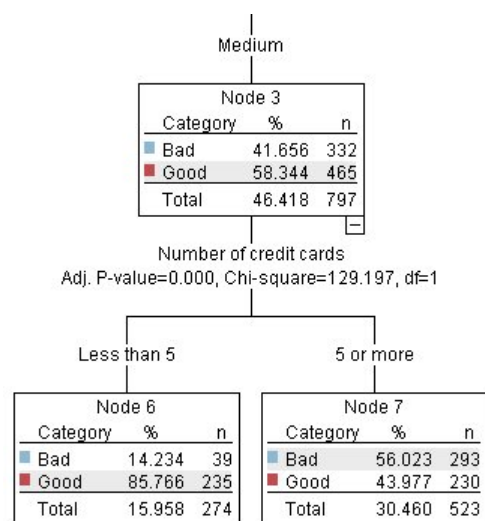 Medium
Node 3
Category % n
Bad 41.656 332
Good 58.344 465
Total 46.418 797
Number of credit cards
Adj. P-value=0.000, Chi-square=129.197, df=1
Less than 5
5 or more
Node 6
Category % n
Bad 14.234 39
Good 85.766 235
Total 15.958 274
Node 7
Category % n
Bad 56.023 293
Good 43.977 230
Total 30.460 523